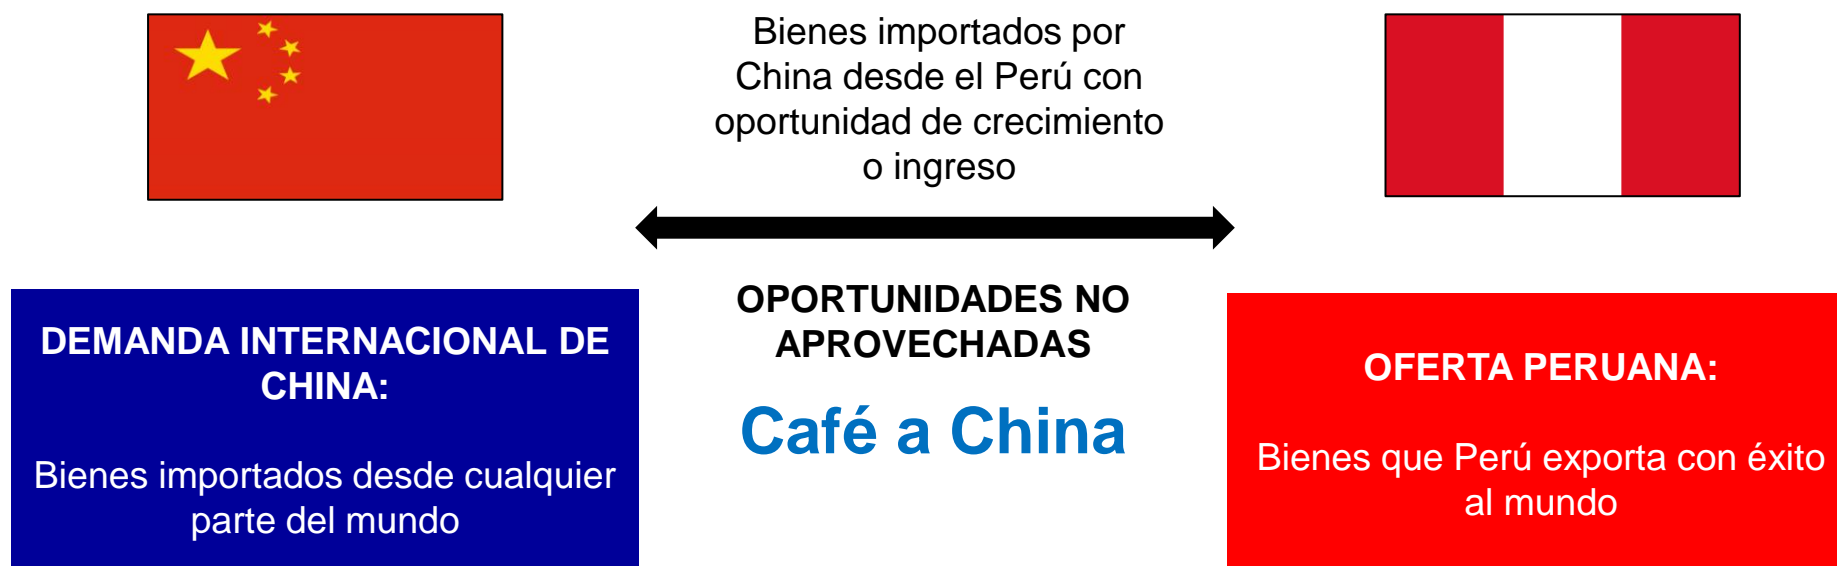 Bienes importados por
China desde el Perú con
oportunidad de crecimiento
o ingreso
DEMANDA INTERNACIONAL DE
CHINA:
Bienes importados desde cualquier
parte del mundo
OPORTUNIDADES NO
APROVECHADAS
Café a China
OFERTA PERUANA:
Bienes que Perú exporta con éxito
al mundo